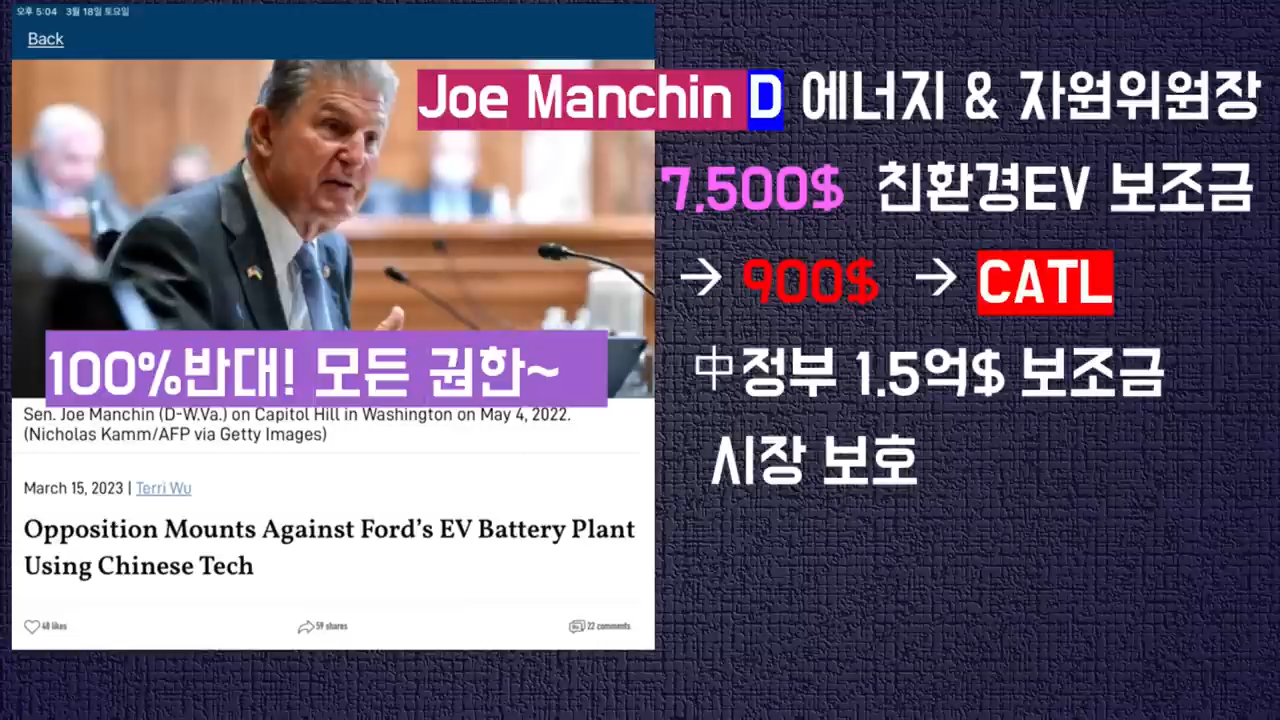 오후 5:04 3월 18일 토요일
Back
Joe Manchin D 에너지 & 자원위원장
7,500$ 친환경EV 보조금
→ 900$ → CATL
中정부 1.5억$ 보조금
시장 보호
100%반대! 모든 권한~
Sen. Joe Manchin (D-W.Va.) on Capitol Hill in Washington on May 4, 2022.
(Nicholas Kamm/AFP via Getty Images)
March 15, 2023 | Terri Wu
Opposition Mounts Against Ford’s EV Battery Plant
Using Chinese Tech
48 likes 59 shares 22 comments